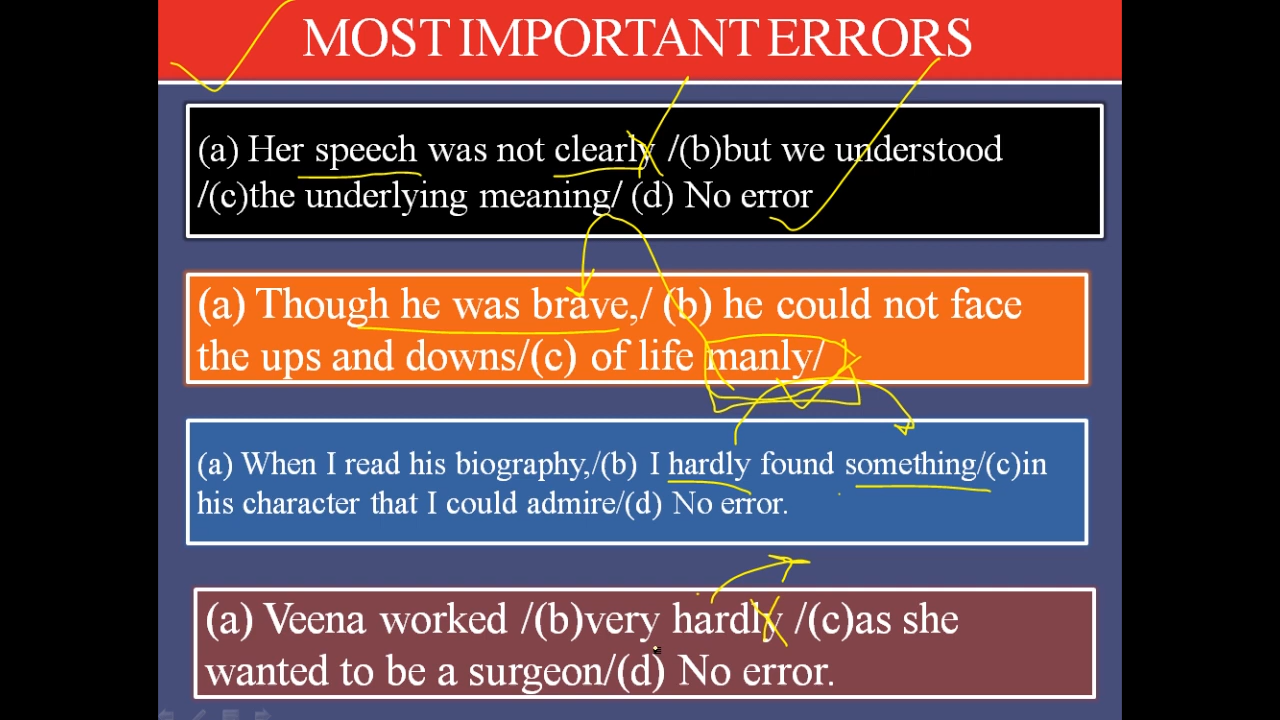 MOST IMPORTANT ERRORS
(a) Her speech was not clearly /(b)but we understood
/(c)the underlying meaning/ (d) No error
(a) Though he was brave,/ (b) he could not face
the ups and downs/(c) of life manly/
(a) When I read his biography,/(b) I hardly found something/(c)in
his character that I could admire/(d) No error.
(a) Veena worked /(b)very hardly /(c)as she
wanted to be a surgeon/(d) No error.